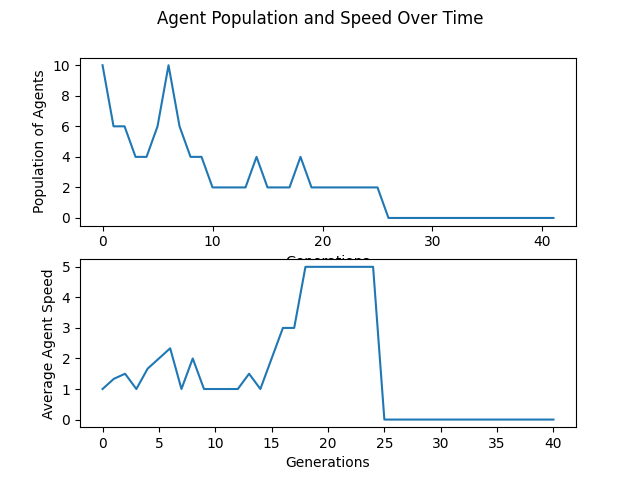 Agent Population and Speed Over Time
Population of Agents
10
8
6
4
2
0
0 10 20 30 40
Generations
Average Agent Speed
5
4
3
2
1
0
0 5 10 15 20 25 30 35 40
Generations